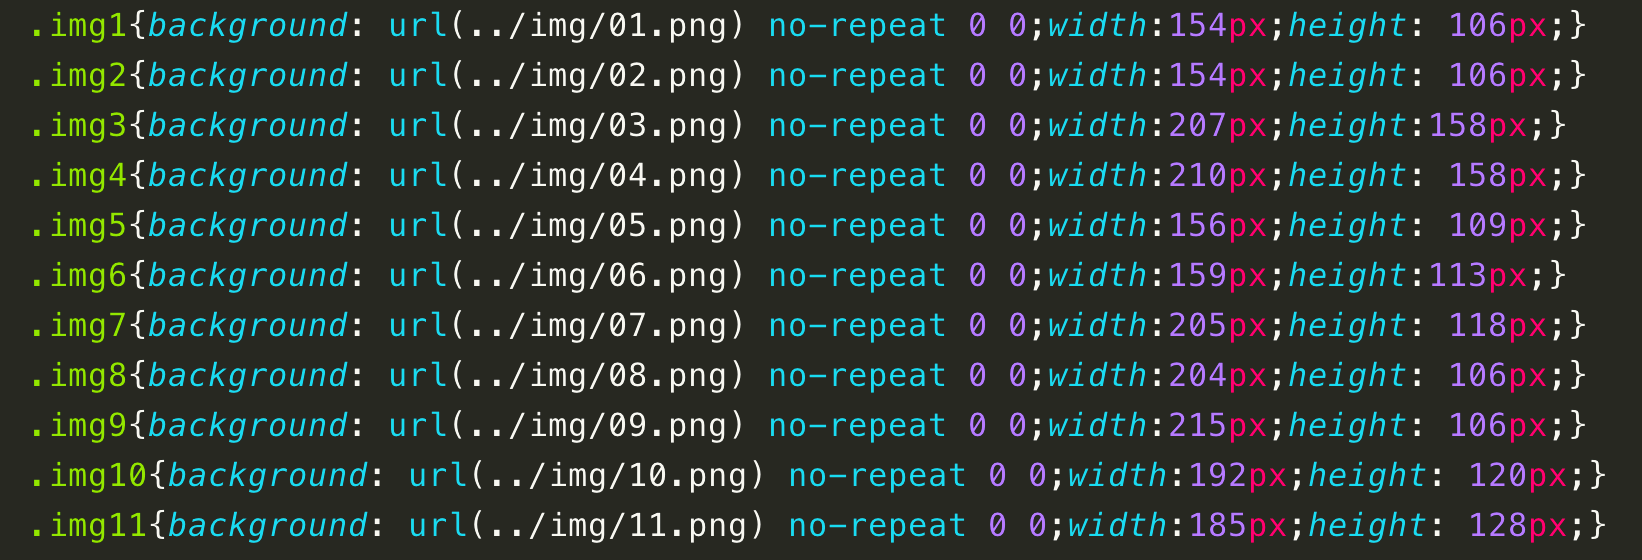 .img1{background: url(../img/01.png) no-repeat 0 0;width:154px;height: 106px;}
.img2{background: url(../img/02.png) no-repeat 0 0;width:154px;height: 106px;}
.img3{background: url(../img/03.png) no-repeat 0 0;width:207px;height:158px;}
.img4{background: url(../img/04.png) no-repeat 0 0;width:210px;height: 158px;}
.img5{background: url(../img/05.png) no-repeat 0 0;width:156px;height: 109px;}
.img6{background: url(../img/06.png) no-repeat 0 0;width:159px;height:113px;}
.img7{background: url(../img/07.png) no-repeat 0 0;width:205px;height: 118px;}
.img8{background: url(../img/08.png) no-repeat 0 0;width:204px;height: 106px;}
.img9{background: url(../img/09.png) no-repeat 0 0;width:215px;height: 106px;}
.img10{background: url(../img/10.png) no-repeat 0 0;width:192px;height: 120px;}
.img11{background: url(../img/11.png) no-repeat 0 0;width:185px;height: 128px;}